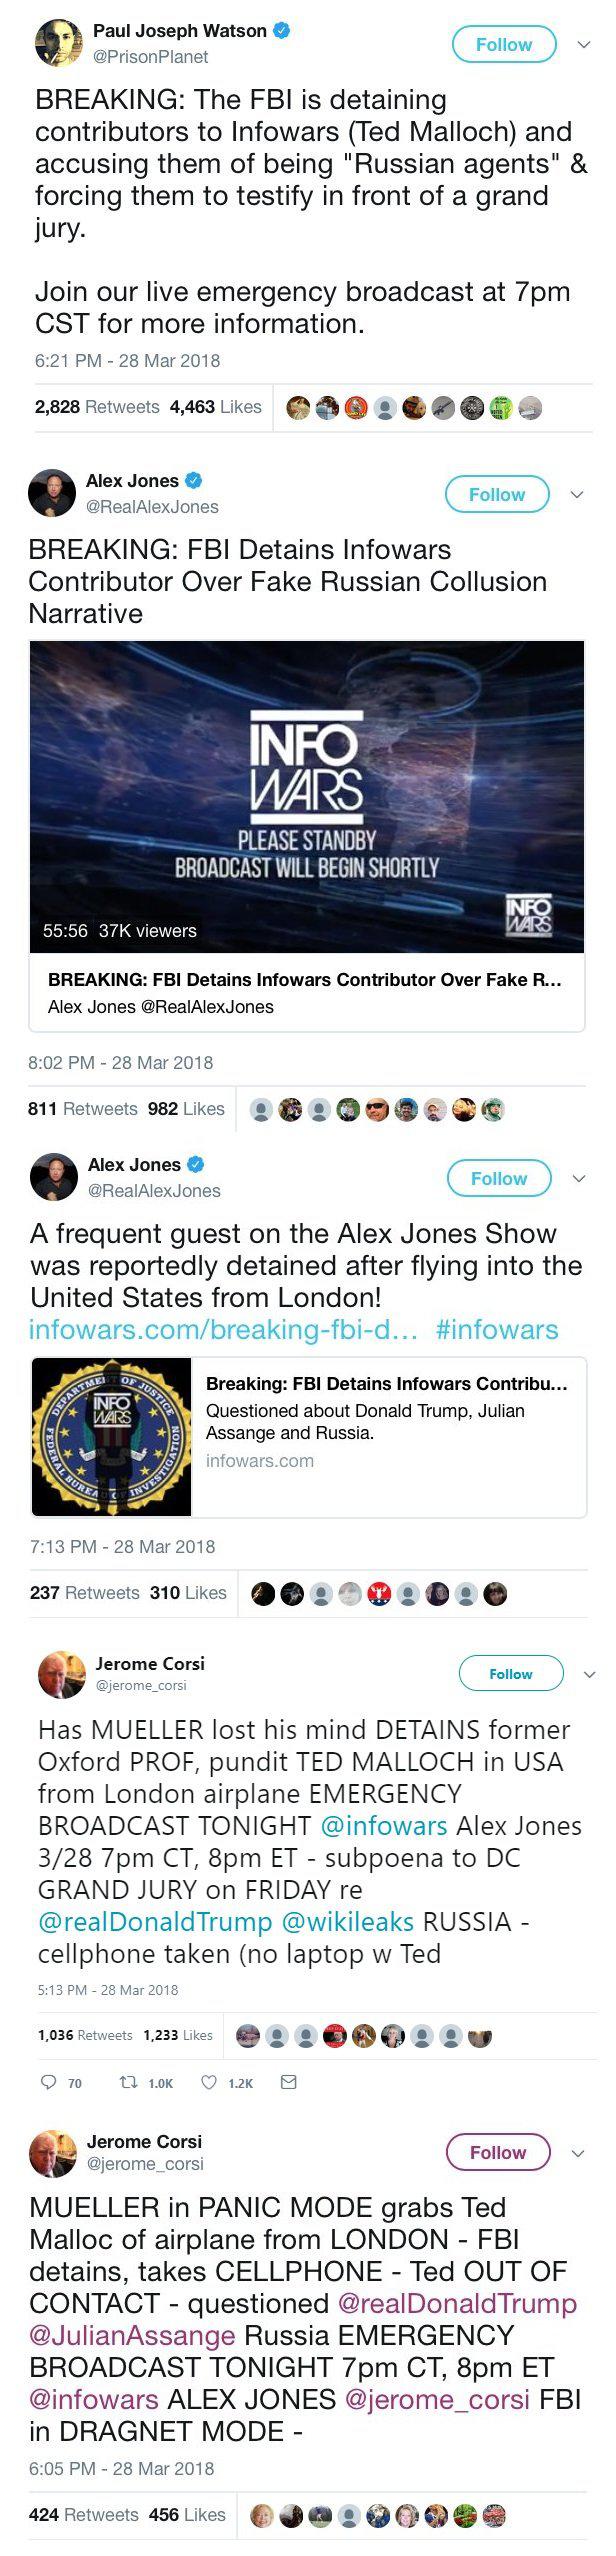 Paul Joseph Watson
@PrisonPlanet
Follow
BREAKING: The FBI is detaining
contributors to Infowars (Ted Malloch) and
accusing them of being "Russian agents" &
forcing them to testify in front of a grand
jury.
Join our live emergency broadcast at 7pm
CST for more information.
6:21 PM - 28 Mar 2018
2,828 Retweets 4,463 Likes
Alex Jones
@RealAlexJones
Follow
BREAKING: FBI Detains Infowars
Contributor Over Fake Russian Collusion
Narrative
INFO
WARS
PLEASE STANDBY
BROADCAST WILL BEGIN SHORTLY
INFO
WARS
55:56 37K viewers
BREAKING: FBI Detains Infowars Contributor Over Fake R...
Alex Jones @RealAlexJones
8:02 PM - 28 Mar 2018
811 Retweets 982 Likes
Alex Jones
@RealAlexJones
Follow
A frequent guest on the Alex Jones Show
was reportedly detained after flying into the
United States from London!
infowars.com/breaking-fbi-d... #infowars
DEPARTMENT OF JUSTICE
INFO
WARS
FEDERAL BUREAU OF INVESTIGATION
Breaking: FBI Detains Infowars Contribu...
Questioned about Donald Trump, Julian
Assange and Russia.
infowars.com
7:13 PM - 28 Mar 2018
237 Retweets 310 Likes
Jerome Corsi
@jerome_corsi
Follow
Has MUELLER lost his mind DETAINS former
Oxford PROF, pundit TED MALLOCH in USA
from London airplane EMERGENCY
BROADCAST TONIGHT @infowars Alex Jones
3/28 7pm CT, 8pm ET - subpoena to DC
GRAND JURY on FRIDAY re
@realDonaldTrump @wikileaks RUSSIA -
cellphone taken (no laptop w Ted
5:13 PM - 28 Mar 2018
1,036 Retweets 1,233 Likes
70 1.0K 1.2K
Jerome Corsi
@jerome_corsi
Follow
MUELLER in PANIC MODE grabs Ted
Malloc of airplane from LONDON - FBI
detains, takes CELLPHONE - Ted OUT OF
CONTACT - questioned @realDonaldTrump
@JulianAssange Russia EMERGENCY
BROADCAST TONIGHT 7pm CT, 8pm ET
@infowars ALEX JONES @jerome_corsi FBI
in DRAGNET MODE -
6:05 PM - 28 Mar 2018
424 Retweets 456 Likes